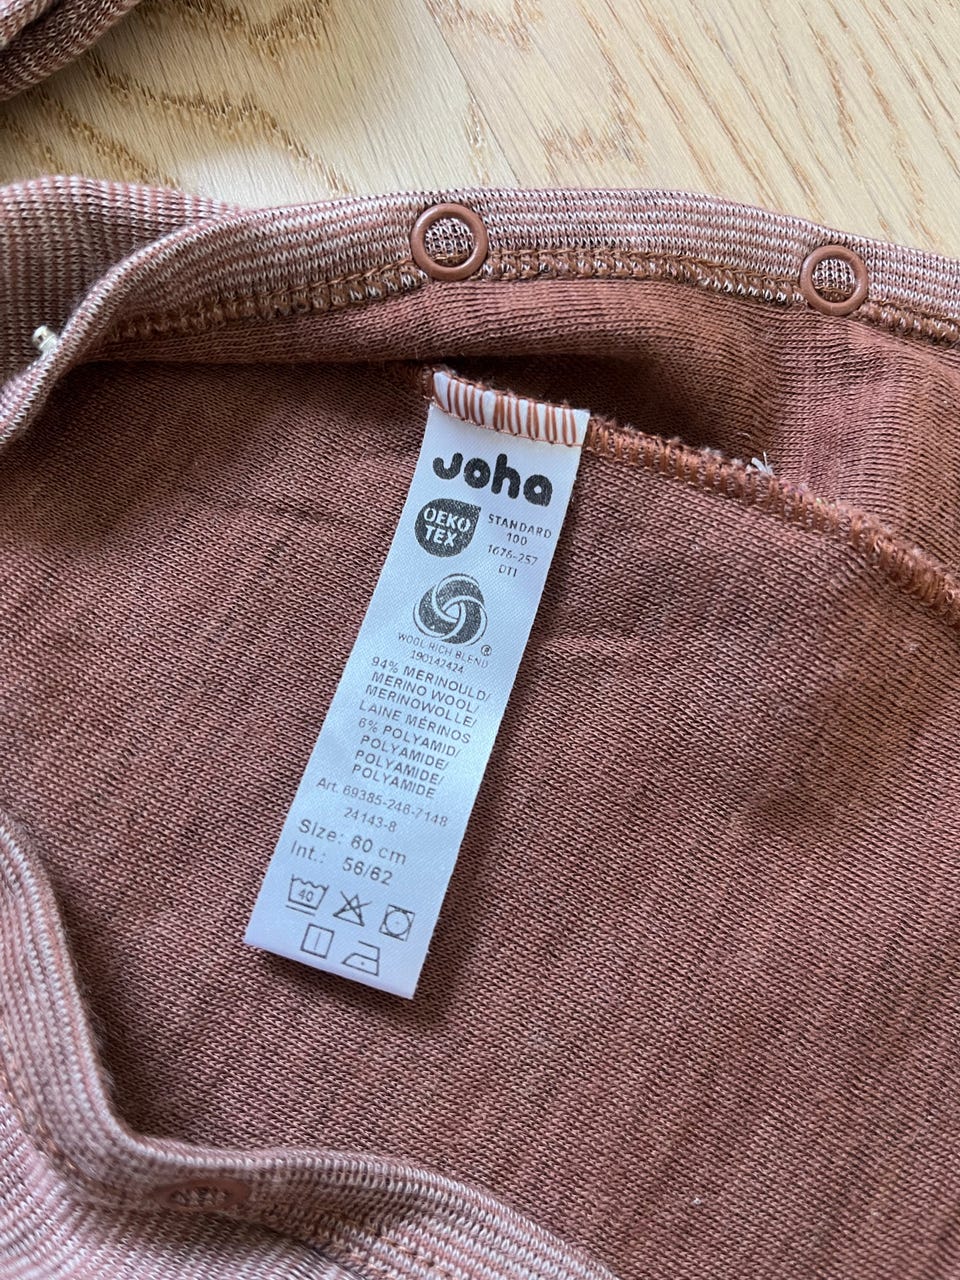 Joha
OEKO
TEX
STANDARD
100
1676-257
DTI
WOOL RICH BLEND
190142424
94% MERINOULD/
MERINO WOOL/
MERINOWOLLE/
LAINE MÉRINOS
6% POLYAMID/
POLYAMIDE/
POLYAMIDE/
POLYAMIDE
Art. 69385-246-7148
24143-8
Size: 60 cm
Int.: 56/62
40